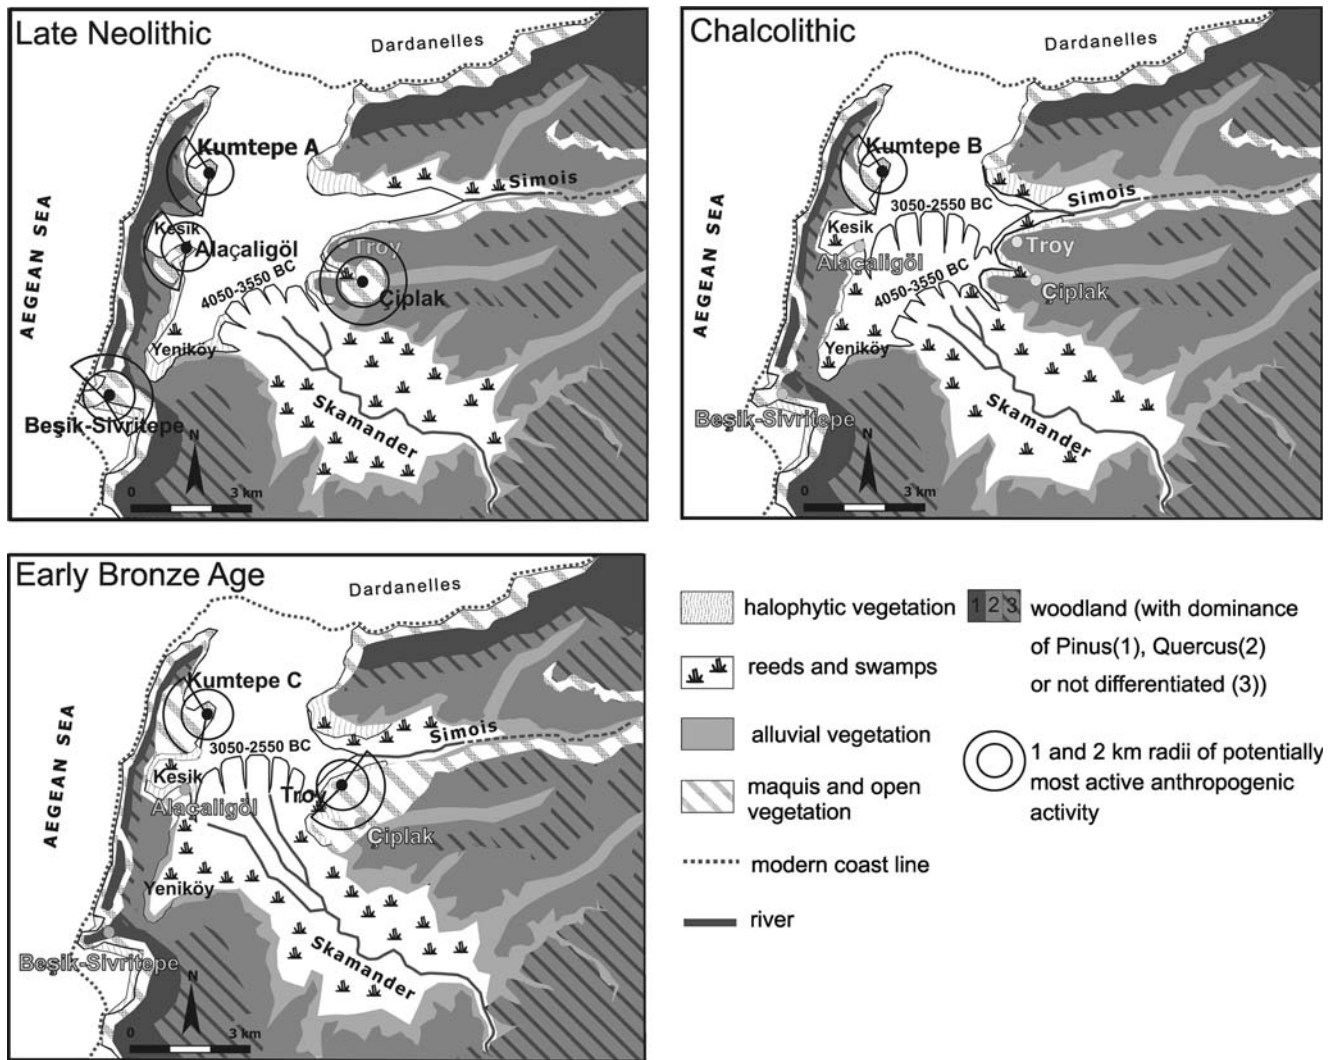 Late Neolithic
Dardanelles
Kumtepe A
Simois
AEGEAN SEA
Kesik
Alaçaligöl
Troy
4050-3550 BC
Çiplak
Yeniköy
Skamander
Beşik-Sivritepe
N
0 3 km
Chalcolithic
Dardanelles
Kumtepe B
Simois
3050-2550 BC
AEGEAN SEA
Kesik
Troy
Alaçaligöl
4050-3550 BC
Çiplak
Yeniköy
Beşik-Sivritepe
Skamander
N
0 3 km
Early Bronze Age
Dardanelles
Kumtepe C
Simois
3050-2550 BC
AEGEAN SEA
Kesik
Troy
Alaçaligöl
Çiplak
Yeniköy
Skamander
Beşik-Sivritepe
N
0 3 km
halophytic vegetation
reeds and swamps
alluvial vegetation
maquis and open
vegetation
modern coast line
river
1 2 3
woodland (with dominance
of Pinus(1), Quercus(2)
or not differentiated (3))
1 and 2 km radii of potentially
most active anthropogenic
activity